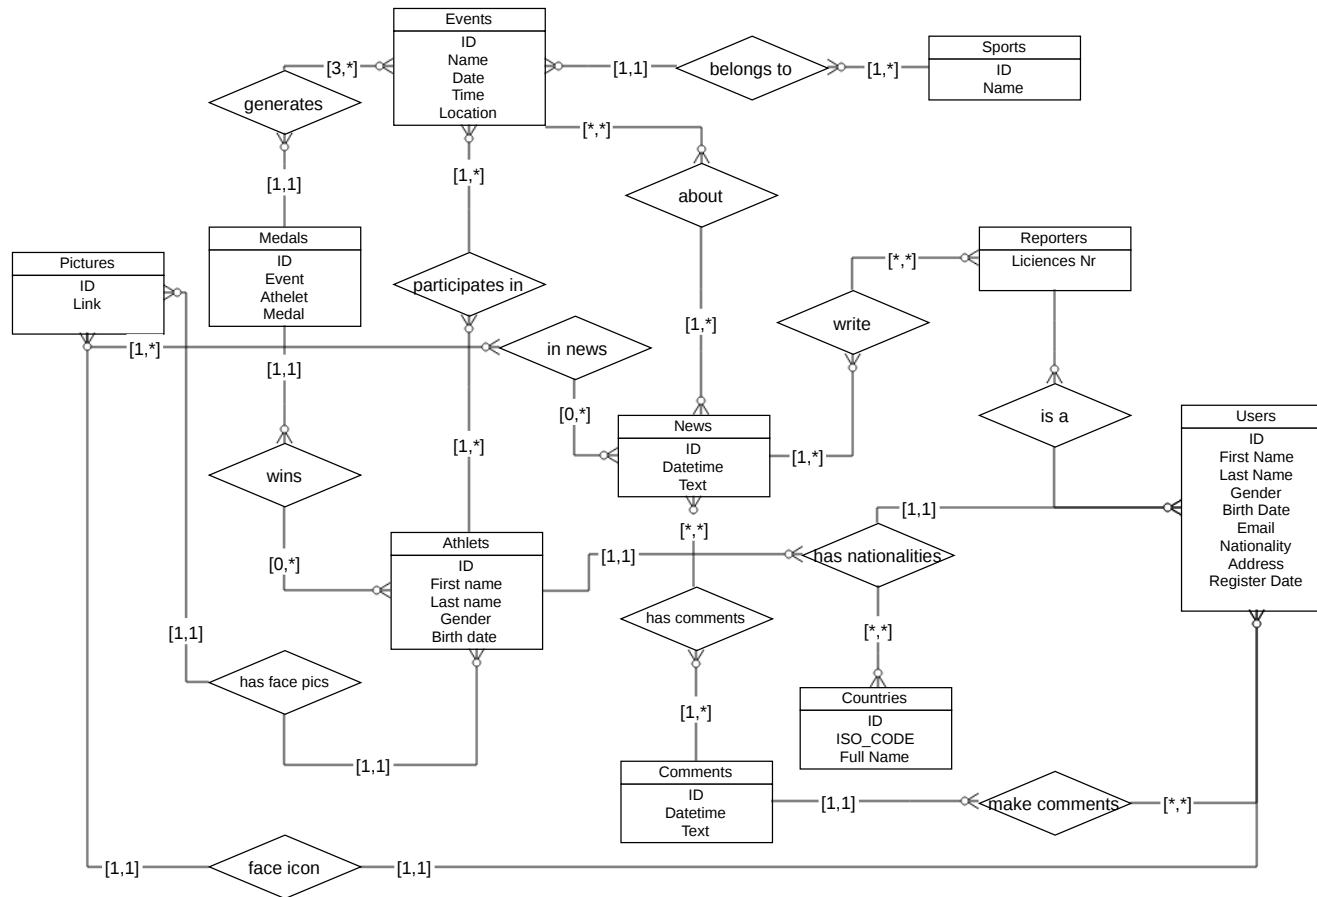 Events
ID
Name
Date
Time
Location
Sports
ID
Name
[3,*]
[1,1]
belongs to
[1,*]
generates
[*,*]
[1,1]
[1,*]
about
Medals
ID
Event
Athelet
Medal
Reporters
Liciences Nr
Pictures
ID
Link
[*,*]
participates in
[1,*]
write
[1,*]
in news
[1,1]
[0,*]
is a
Users
ID
First Name
Last Name
Gender
Birth Date
Email
Nationality
Address
Register Date
News
ID
Datetime
Text
[1,*]
[1,*]
wins
[1,1]
[*,*]
Athlets
ID
First name
Last name
Gender
Birth date
[0,*]
[1,1]
has nationalities
has comments
[1,1]
[*,*]
has face pics
Countries
ID
ISO_CODE
Full Name
[1,*]
[1,1]
Comments
ID
Datetime
Text
[1,1]
make comments
[*,*]
[1,1]
face icon
[1,1]